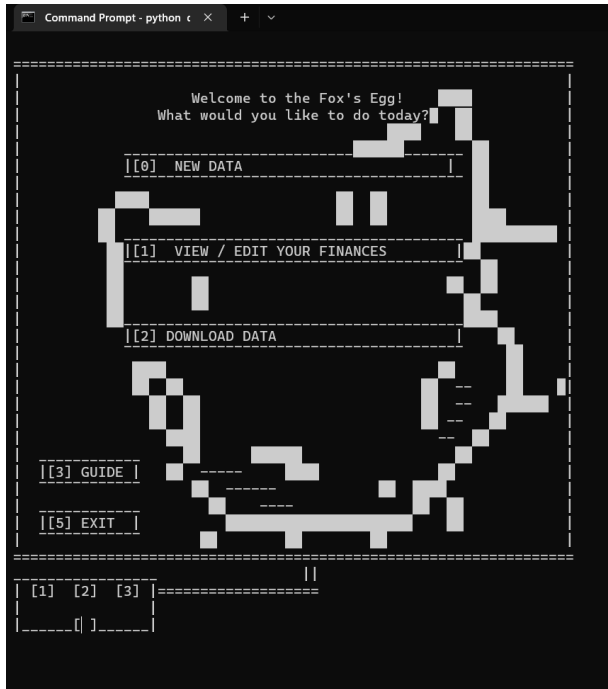 Command Prompt - python c
Welcome to the Fox's Egg!
What would you like to do today?
[0] NEW DATA
[1] VIEW / EDIT YOUR FINANCES
[2] DOWNLOAD DATA
[3] GUIDE
[5] EXIT
[1] [2] [3]
[ ]